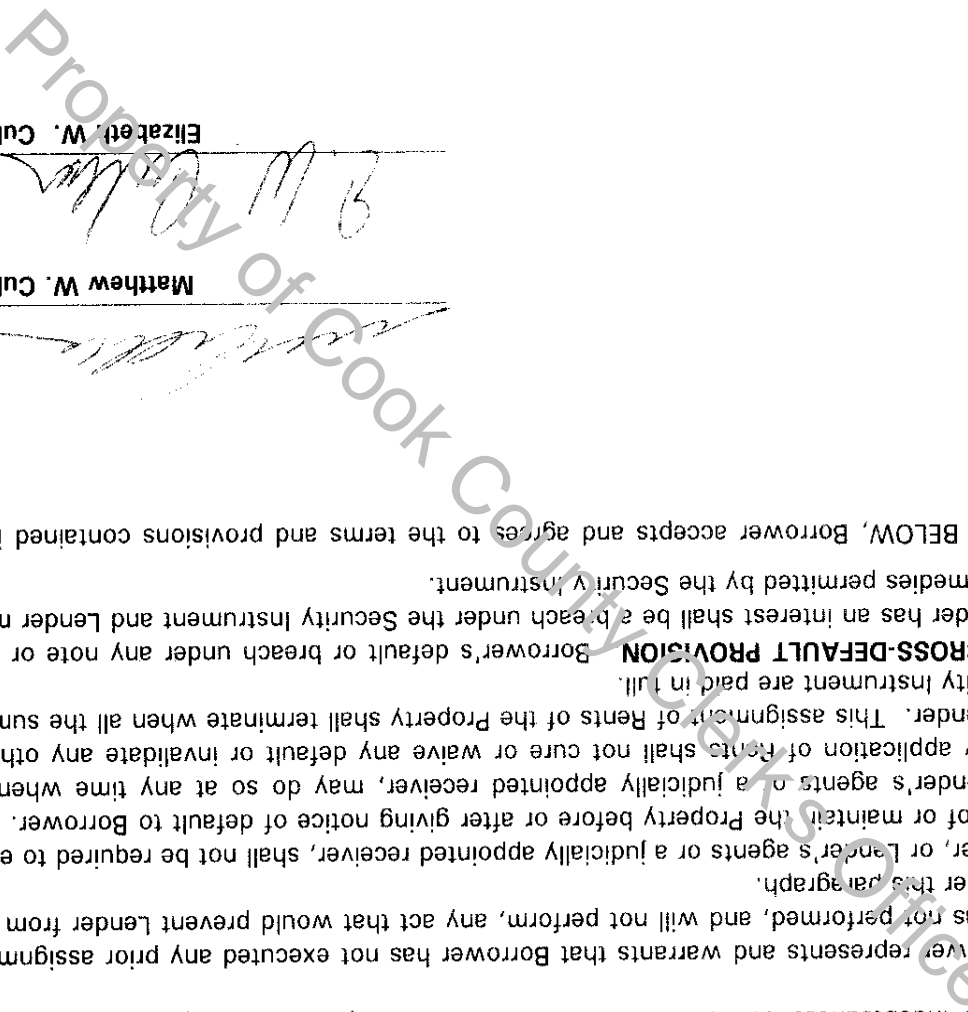 wer represents and warrants that Borrower has not executed any prior assignm
as not performed, and will not perform, any act that would prevent Lender from
er this paragraph.
er, or Lender's agents or a judicially appointed receiver, shall not be required to e
of or maintain the Property before or after giving notice of default to Borrower.
nder's agents or a judicially appointed receiver, may do so at any time when
application of Rents shall not cure or waive any default or invalidate any oth
nder. This assignment of Rents of the Property shall terminate when all the sun
ity Instrument are paid in full.
ROSS-DEFAULT PROVISION Borrower's default or breach under any note or
der has an interest shall be a breach under the Security Instrument and Lender n
medies permitted by the Security Instrument.
BELOW, Borrower accepts and agrees to the terms and provisions contained
Matthew W. Cul
Elizabeth W. Cul
Property of Cook County Clerk's Office